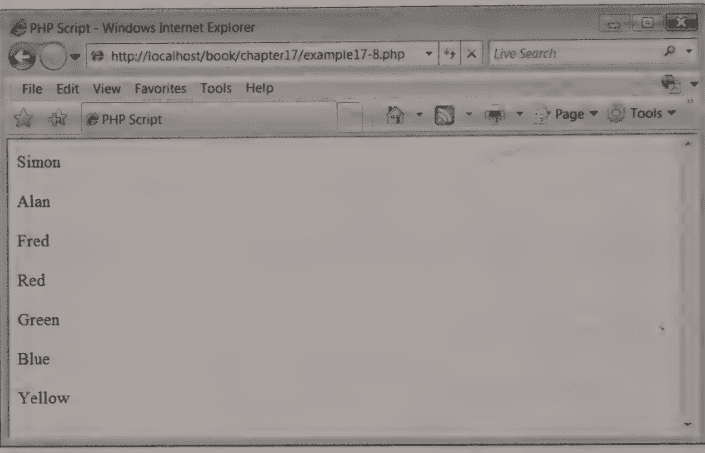 PHP Script - Windows Internet Explorer
http://localhost/book/chapter17/example17-8.php
Live Search
File Edit View Favorites Tools Help
PHP Script
Page
Tools
Simon
Alan
Fred
Red
Green
Blue
Yellow